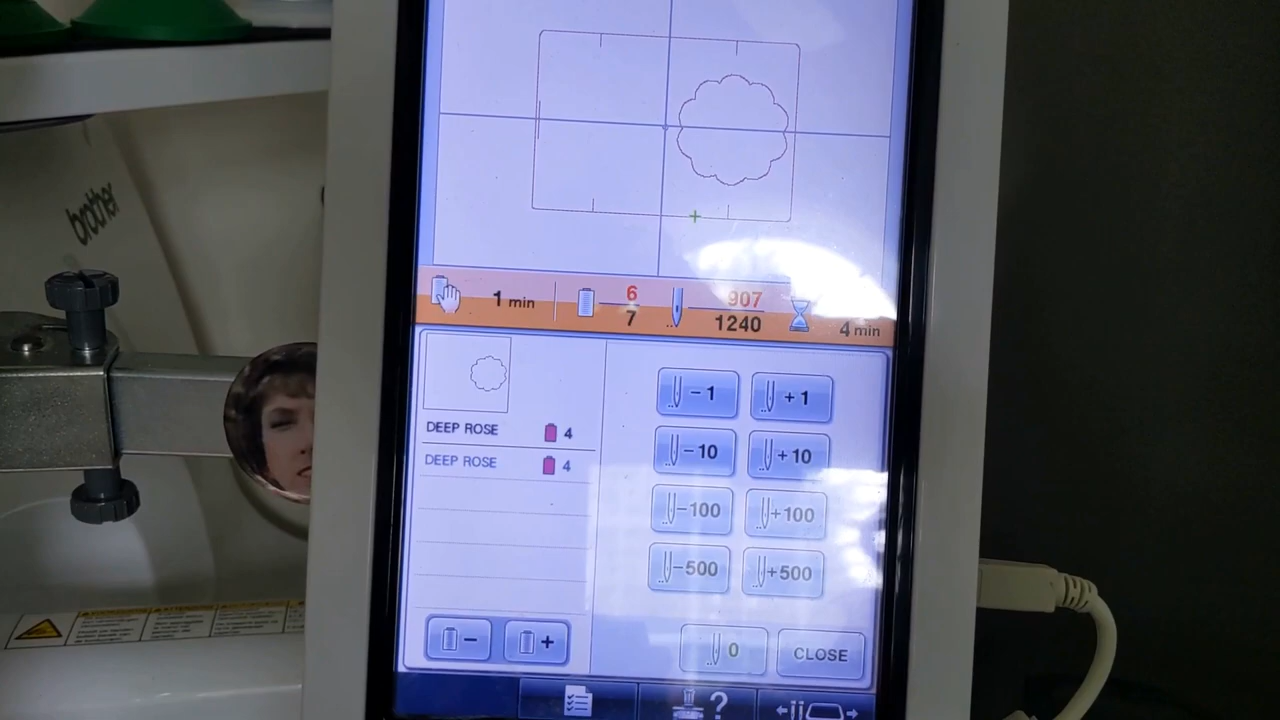 brother
1 min
6
7
907
1240
4 min
DEEP ROSE 4
DEEP ROSE 4
-1
+1
-10
+10
-100
+100
-500
+500
0
CLOSE
- +
?